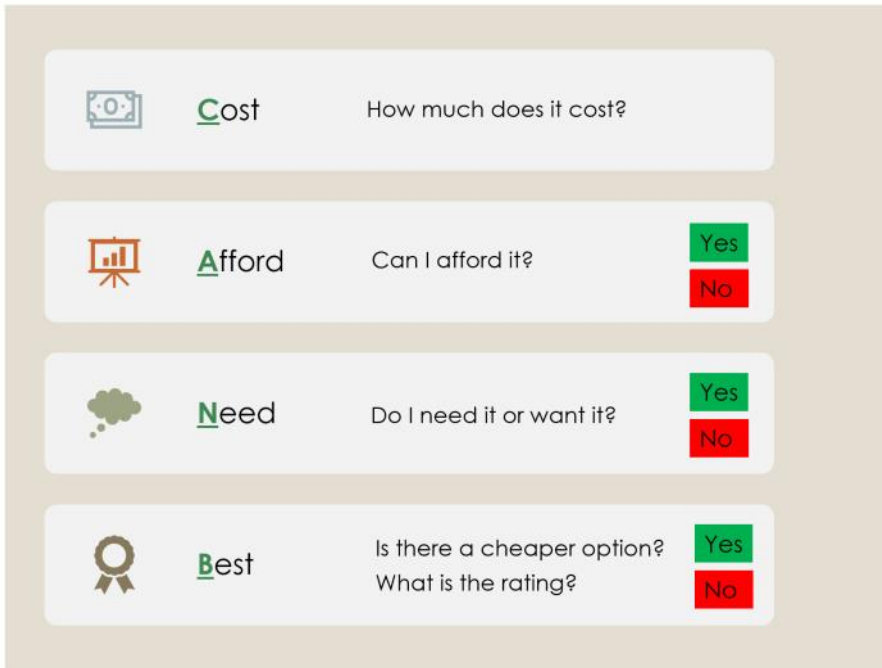 Cost How much does it cost?
Afford Can I afford it? Yes
No
Need Do I need it or want it? Yes
No
Best Is there a cheaper option? Yes
What is the rating? No